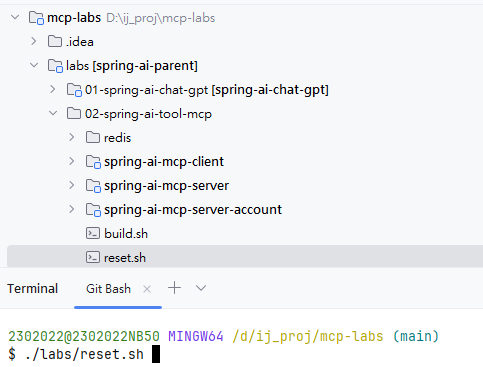 mcp-labs D:\ij_proj\mcp-labs
.idea
labs [spring-ai-parent]
01-spring-ai-chat-gpt [spring-ai-chat-gpt]
02-spring-ai-tool-mcp
redis
spring-ai-mcp-client
spring-ai-mcp-server
spring-ai-mcp-server-account
build.sh
reset.sh
Terminal Git Bash
2302022@2302022NB50 MINGW64 /d/ij_proj/mcp-labs (main)
$ ./labs/reset.sh